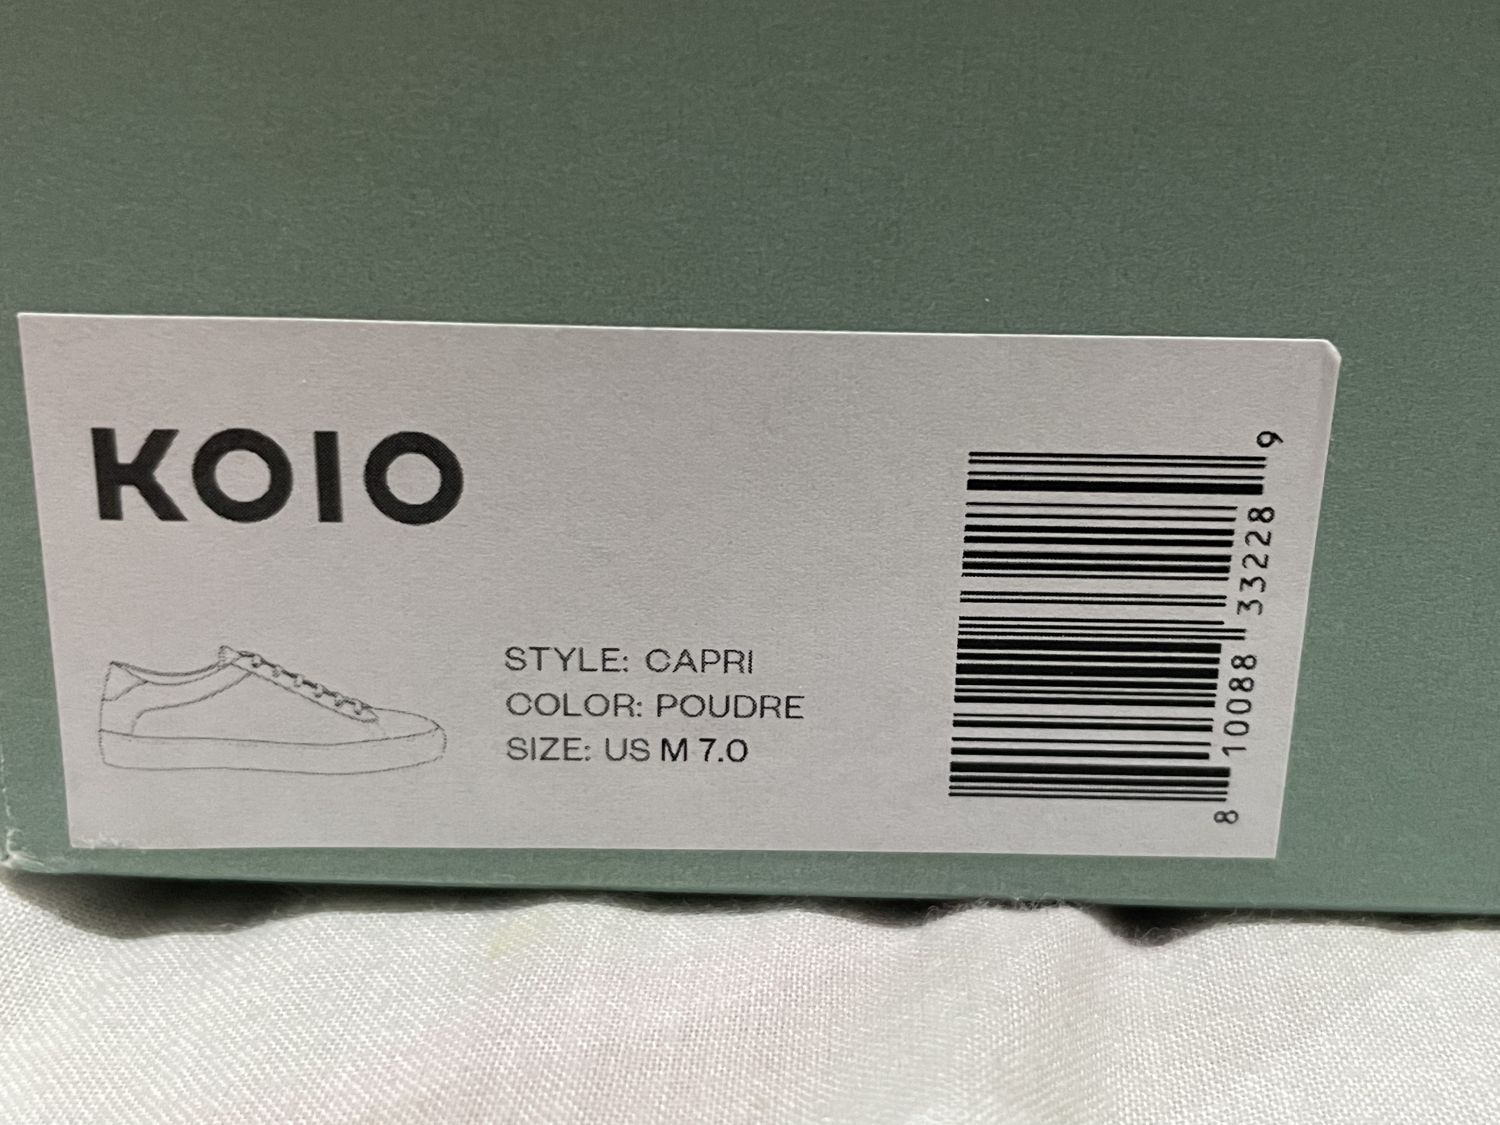 KOIO
STYLE: CAPRI
COLOR: POUDRE
SIZE: US M 7.0
8 10088 33228 9